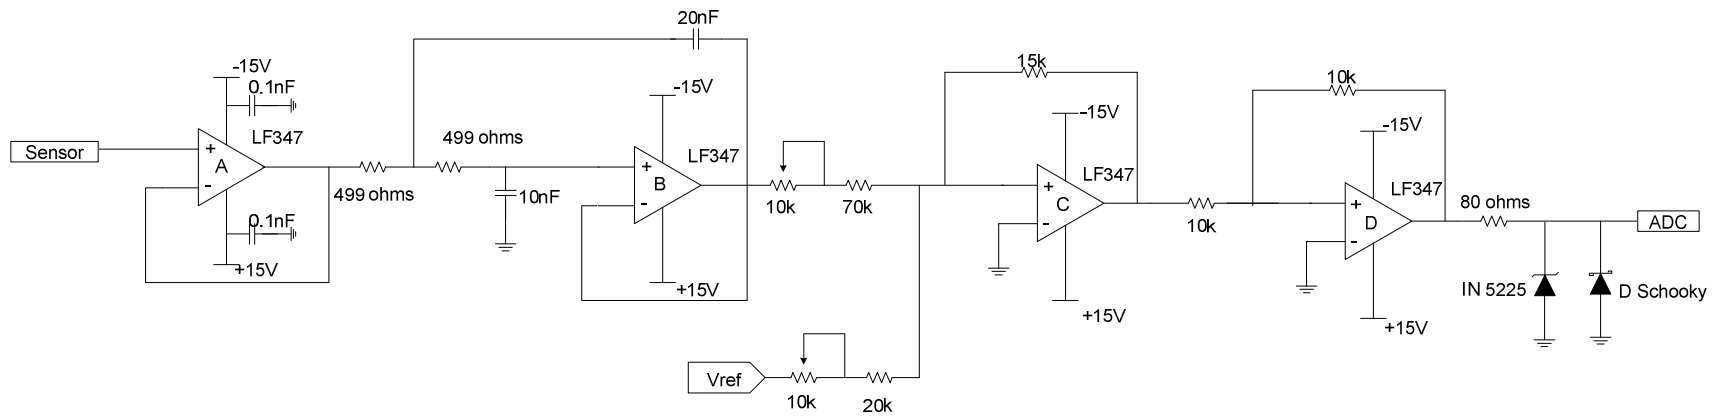 20nF
-15V
0.1nF
LF347
Sensor
+
A
-
499 ohms
499 ohms
0.1nF
+15V
10nF
-15V
LF347
+
B
-
+15V
10k
70k
15k
-15V
LF347
+
C
-
+15V
10k
10k
-15V
LF347
+
D
-
+15V
80 ohms
ADC
IN 5225
D Schooky
Vref
10k
20k